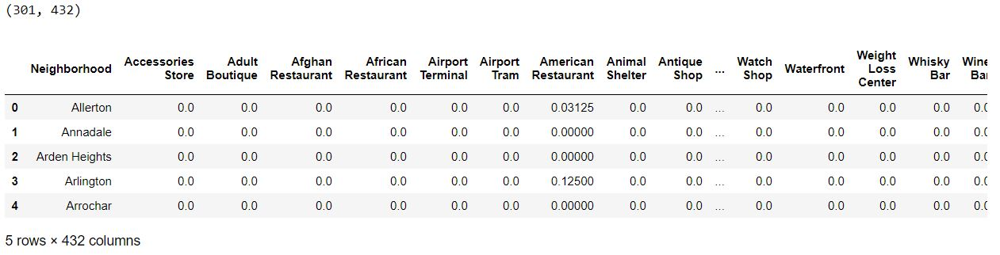 (301, 432)
Neighborhood Accessories Store Adult Boutique Afghan Restaurant African Restaurant Airport Terminal Airport Tram American Restaurant Animal Shelter Antique Shop ... Watch Shop Waterfront Weight Loss Center Whisky Bar Wine Bar
0 Allerton 0.0 0.0 0.0 0.0 0.0 0.0 0.03125 0.0 0.0 ... 0.0 0.0 0.0 0.0 0.0
1 Annadale 0.0 0.0 0.0 0.0 0.0 0.0 0.00000 0.0 0.0 ... 0.0 0.0 0.0 0.0 0.0
2 Arden Heights 0.0 0.0 0.0 0.0 0.0 0.0 0.00000 0.0 0.0 ... 0.0 0.0 0.0 0.0 0.0
3 Arlington 0.0 0.0 0.0 0.0 0.0 0.0 0.12500 0.0 0.0 ... 0.0 0.0 0.0 0.0 0.0
4 Arrochar 0.0 0.0 0.0 0.0 0.0 0.0 0.00000 0.0 0.0 ... 0.0 0.0 0.0 0.0 0.0
5 rows × 432 columns